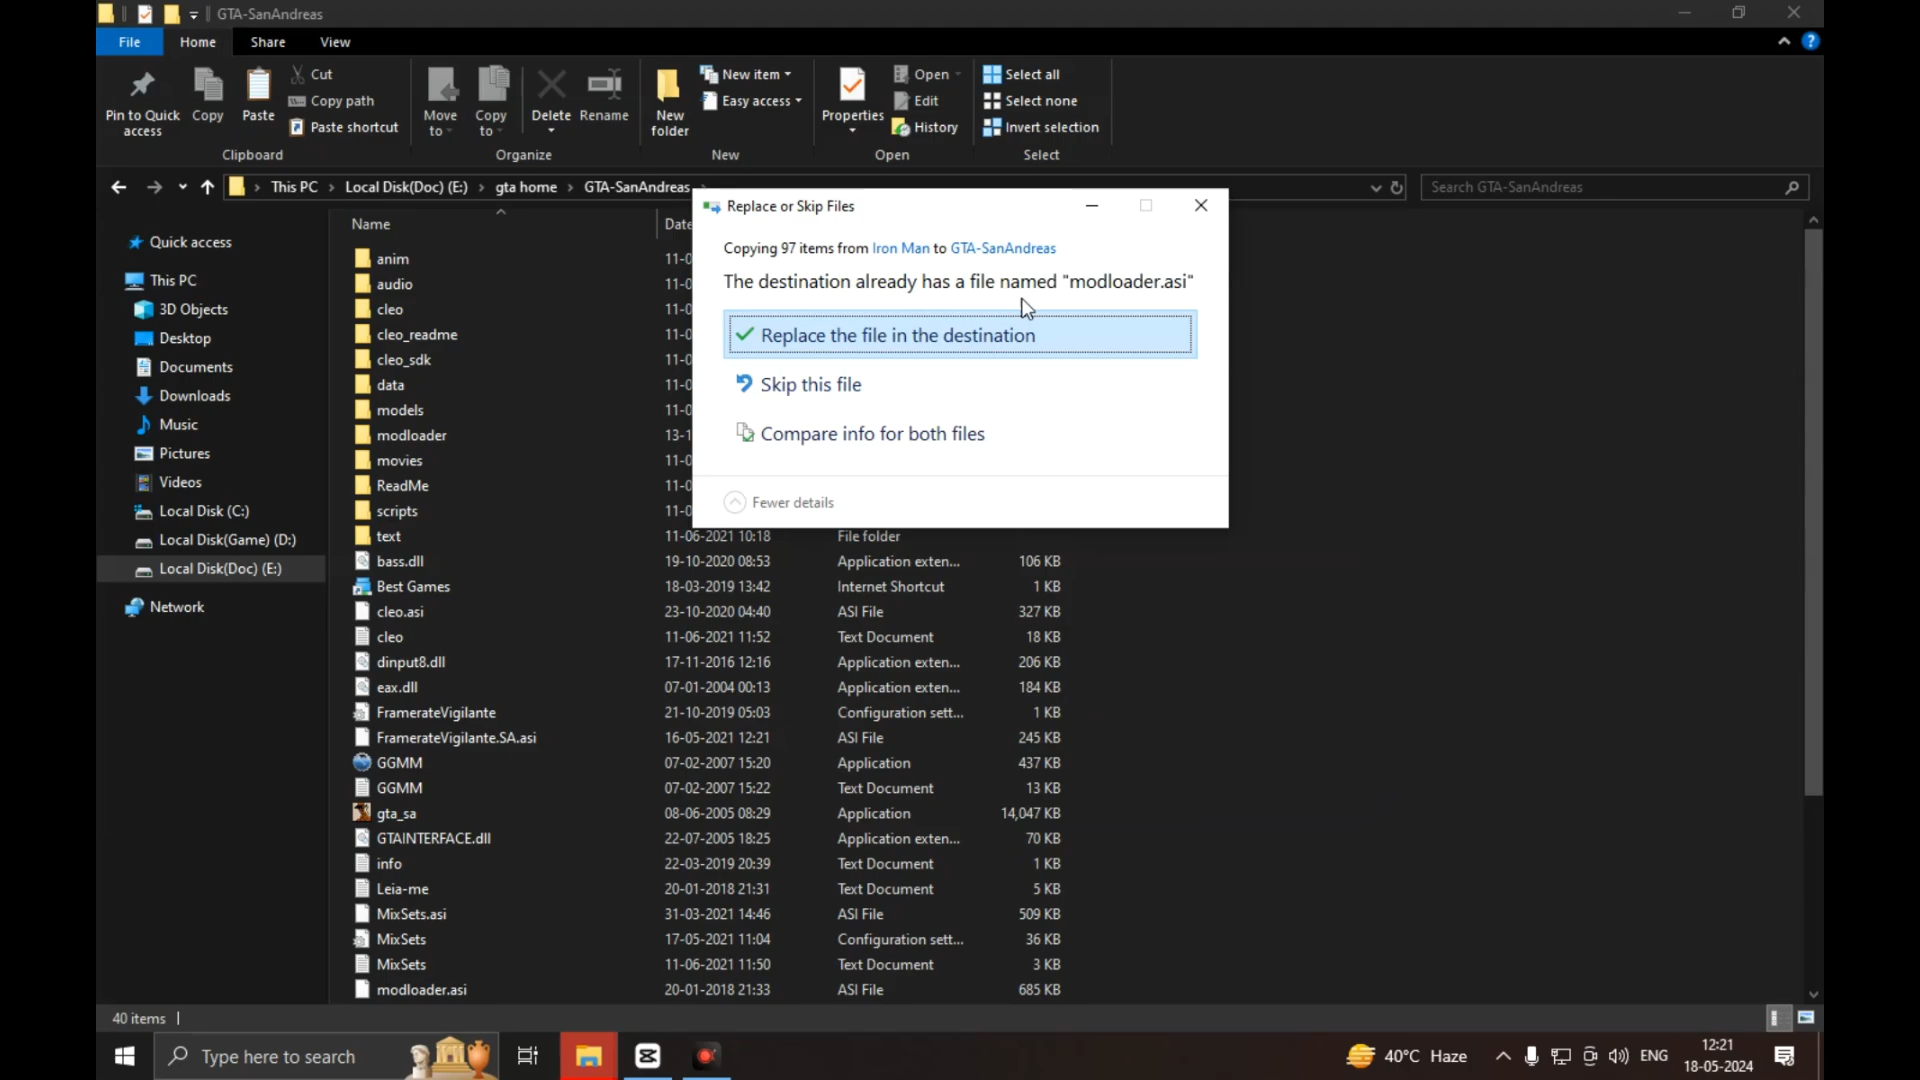 GTA-SanAndreas
File Home Share View
Pin to Quick access
Copy
Paste
Cut
Copy path
Paste shortcut
Clipboard
Move to
Copy to
Delete
Rename
Organize
New folder
New item
Easy access
New
Properties
Open
Edit
History
Open
Select all
Select none
Invert selection
Select
This PC > Local Disk(Doc) (E:) > gta home > GTA-SanAndreas
Search GTA-SanAndreas
Quick access
This PC
3D Objects
Desktop
Documents
Downloads
Music
Pictures
Videos
Local Disk (C:)
Local Disk(Game) (D:)
Local Disk(Doc) (E:)
Network
Name Date
anim 11-0
audio 11-0
cleo 11-0
cleo_readme 11-0
cleo_sdk 11-0
data 11-0
models 11-0
modloader 13-1
movies 11-0
ReadMe 11-0
scripts 11-0
text 11-06-2021 10:18 File folder
bass.dll 19-10-2020 08:53 Application exten... 106 KB
Best Games 18-03-2019 13:42 Internet Shortcut 1 KB
cleo.asi 23-10-2020 04:40 ASI File 327 KB
cleo 11-06-2021 11:52 Text Document 18 KB
dinput8.dll 17-11-2016 12:16 Application exten... 206 KB
eax.dll 07-01-2004 00:13 Application exten... 184 KB
FramerateVigilante 21-10-2019 05:03 Configuration sett... 1 KB
FramerateVigilante.SA.asi 16-05-2021 12:21 ASI File 245 KB
GGMM 07-02-2007 15:20 Application 437 KB
GGMM 07-02-2007 15:22 Text Document 13 KB
gta_sa 08-06-2005 08:29 Application 14,047 KB
GTAINTERFACE.dll 22-07-2005 18:25 Application exten... 70 KB
info 22-03-2019 20:39 Text Document 1 KB
Leia-me 20-01-2018 21:31 Text Document 5 KB
MixSets.asi 31-03-2021 14:46 ASI File 509 KB
MixSets 17-05-2021 11:04 Configuration sett... 36 KB
MixSets 11-06-2021 11:50 Text Document 3 KB
modloader.asi 20-01-2018 21:33 ASI File 685 KB
Replace or Skip Files
Copying 97 items from Iron Man to GTA-SanAndreas
The destination already has a file named "modloader.asi"
Replace the file in the destination
Skip this file
Compare info for both files
Fewer details
40 items
Type here to search
40°C Haze
ENG
12:21
18-05-2024